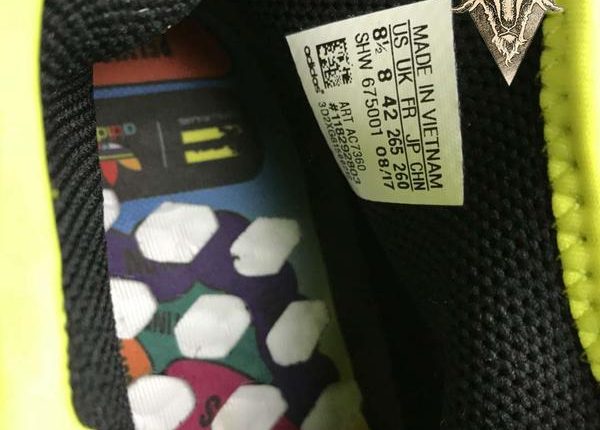 MADE IN VIETNAM
US UK FR JP CHN
8½ 8 42 265 260
SHW 675001 08/17
adidas
ART AC7360
#1182928803